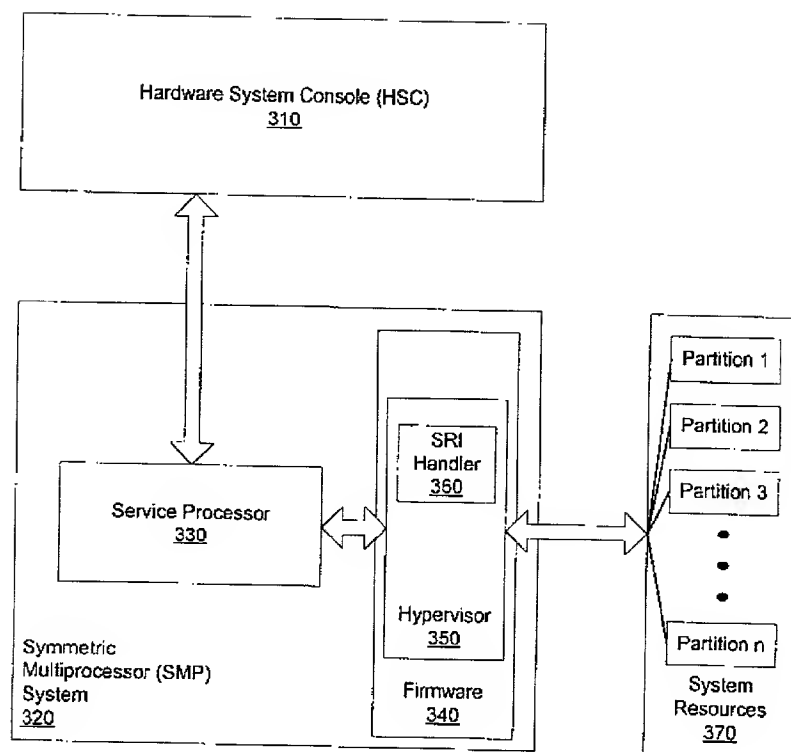 Hardware System Console (HSC)
310
Partition 1
Partition 2
Partition 3
Partition n
System
Resources
370
SRI
Handler
360
Service Processor
330
Hypervisor
350
Firmware
340
Symmetric
Multiprocessor (SMP)
System
320